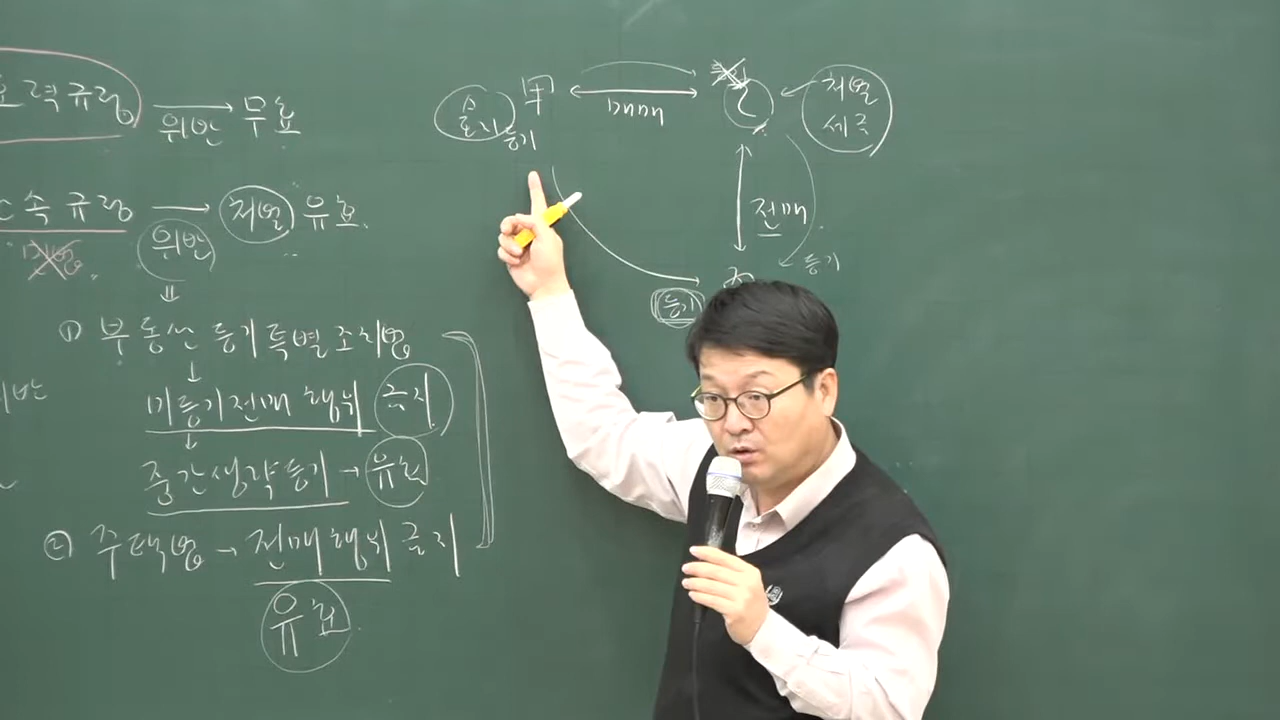 효력규정 → 위반 무효
속규정 → 처벌 유효.
위반
① 부동산등기특별조치법
미등기전매행위 금지
중간생략등기 → 유효
② 주택법 → 전매행위 금지
유효.
甲 매매 乙 처벌
등기 세금
전매
등기
등기